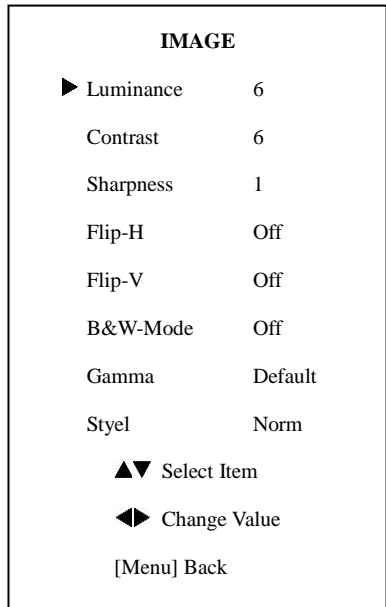 IMAGE
▶ Luminance 6
Contrast 6
Sharpness 1
Flip-H Off
Flip-V Off
B&W-Mode Off
Gamma Default
Styel Norm
▲▼ Select Item
◀▶ Change Value
[Menu] Back